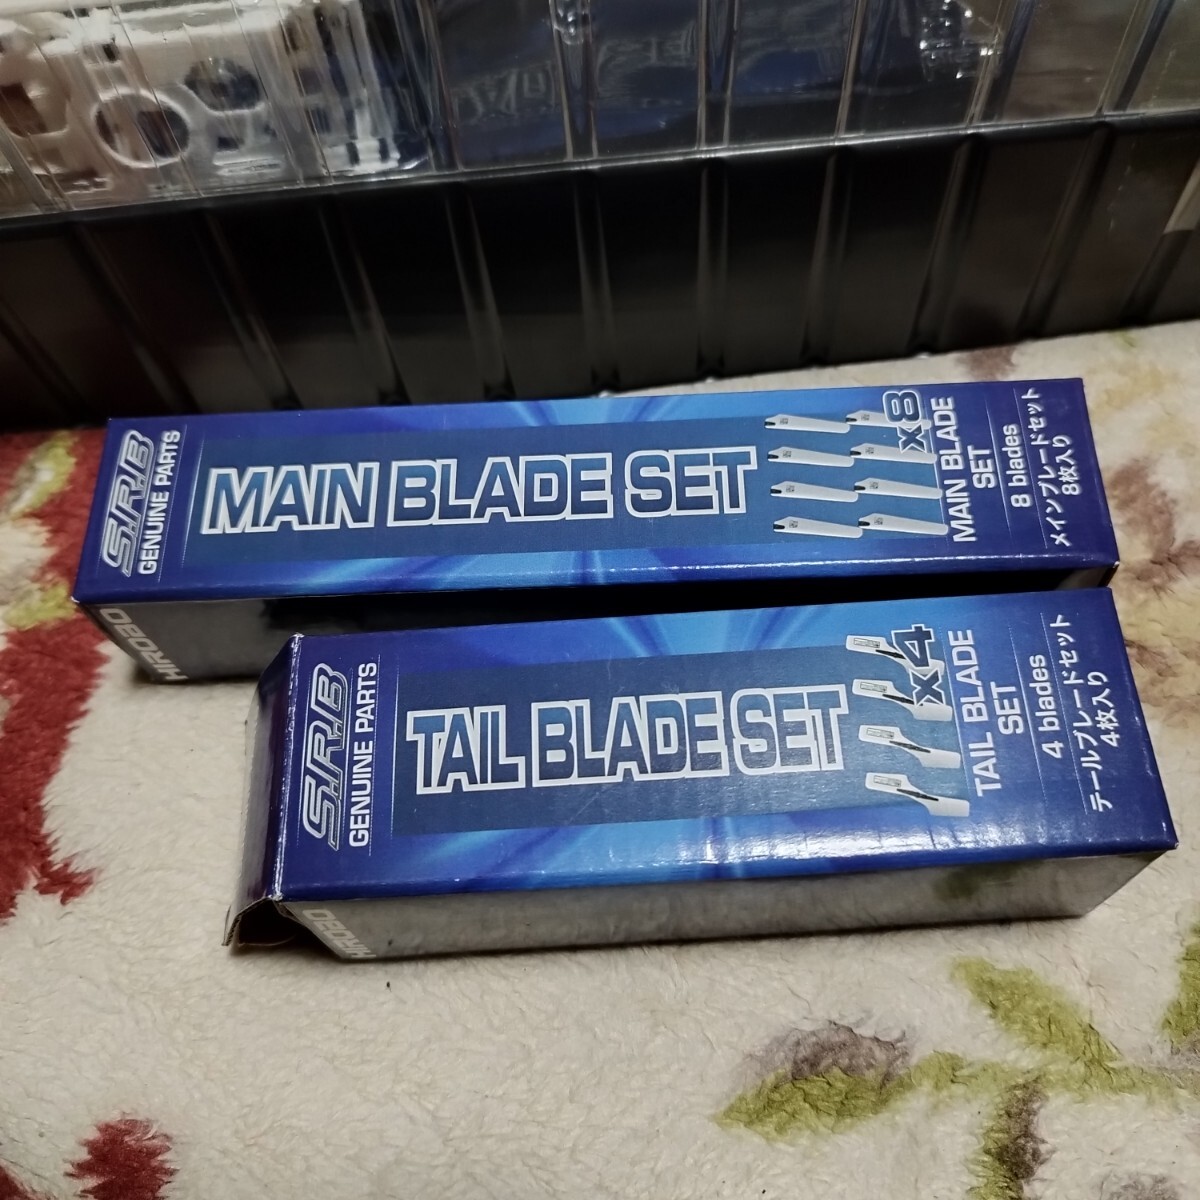 S.R.B
GENUINE PARTS
MAIN BLADE SET
x8
MAIN BLADE
SET
8 blades
メインブレードセット
8枚入り
HIROBO
S.R.B
GENUINE PARTS
TAIL BLADE SET
x4
TAIL BLADE
SET
4 blades
テールブレードセット
4枚入り
HIROBO